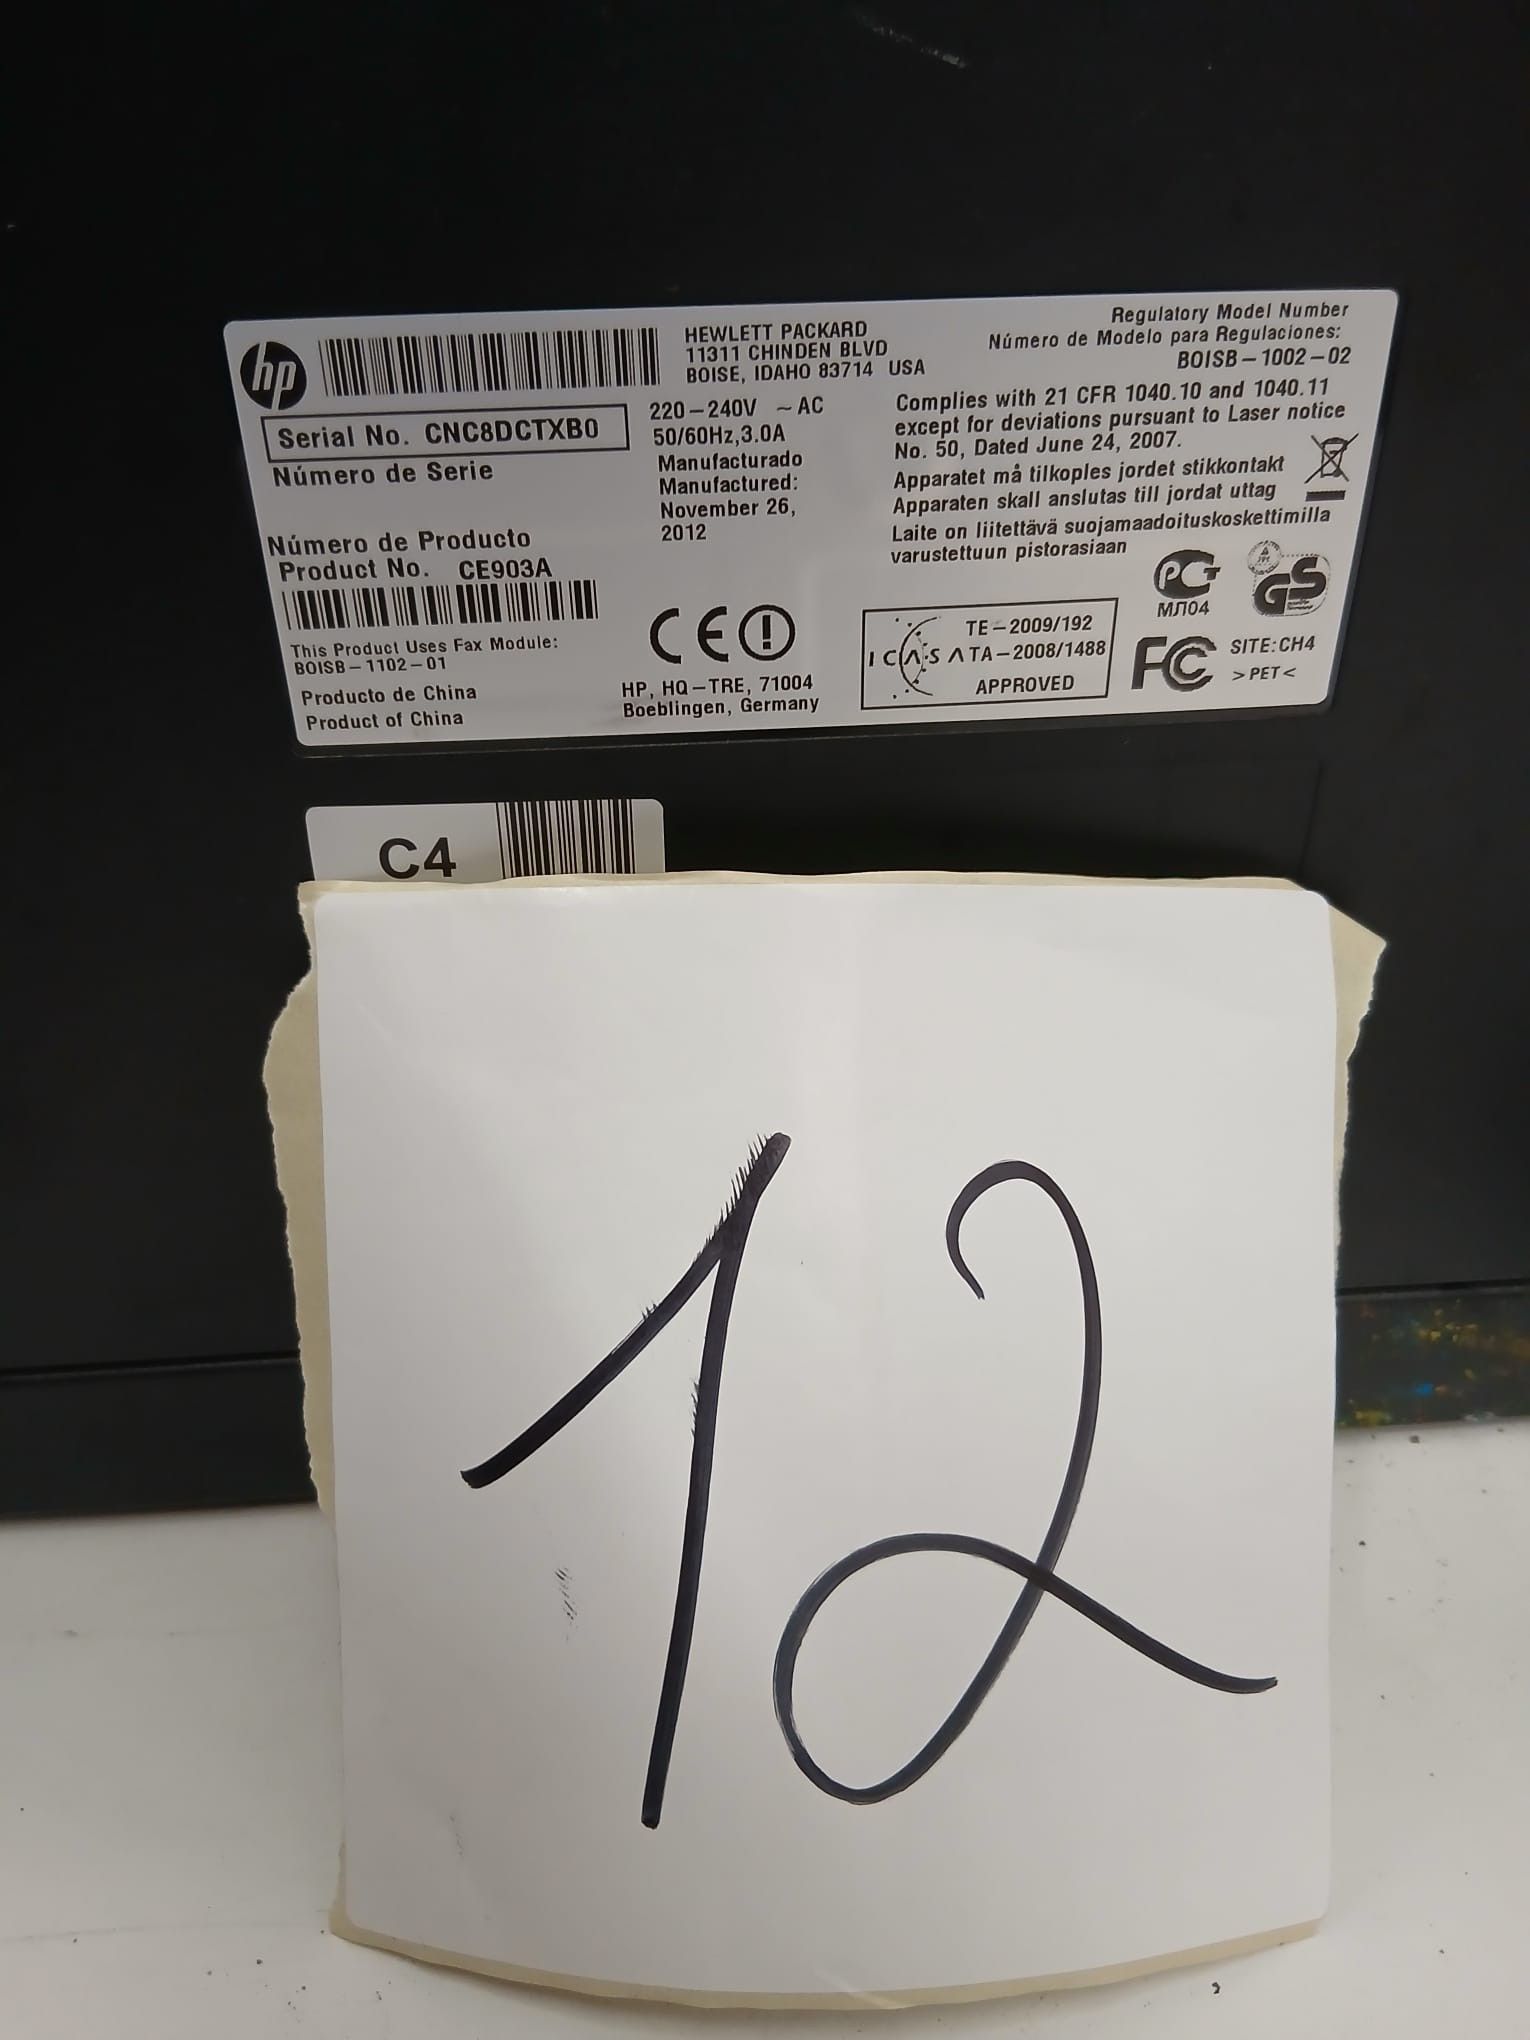 hp
HEWLETT PACKARD
11311 CHINDEN BLVD
BOISE, IDAHO 83714 USA
Regulatory Model Number
Número de Modelo para Regulaciones:
BOISB-1002-02
Serial No. CNC8DCTXB0
Número de Serie
220-240V ~ AC
50/60Hz,3.0A
Manufacturado
Manufactured:
November 26,
2012
Complies with 21 CFR 1040.10 and 1040.11
except for deviations pursuant to Laser notice
No. 50, Dated June 24, 2007.
Apparatet må tilkoples jordet stikkontakt
Apparaten skall anslutas till jordat uttag
Laite on liitettävä suojamaadoituskoskettimilla
varustettuun pistorasiaan
Número de Producto
Product No. CE903A
This Product Uses Fax Module:
BOISB-1102-01
Producto de China
Product of China
CE
HP, HQ-TRE, 71004
Boeblingen, Germany
ICASA
TE-2009/192
TA-2008/1488
APPROVED
РСТ
МЛ04
GS
FC
SITE:CH4
>PET<
C4
12